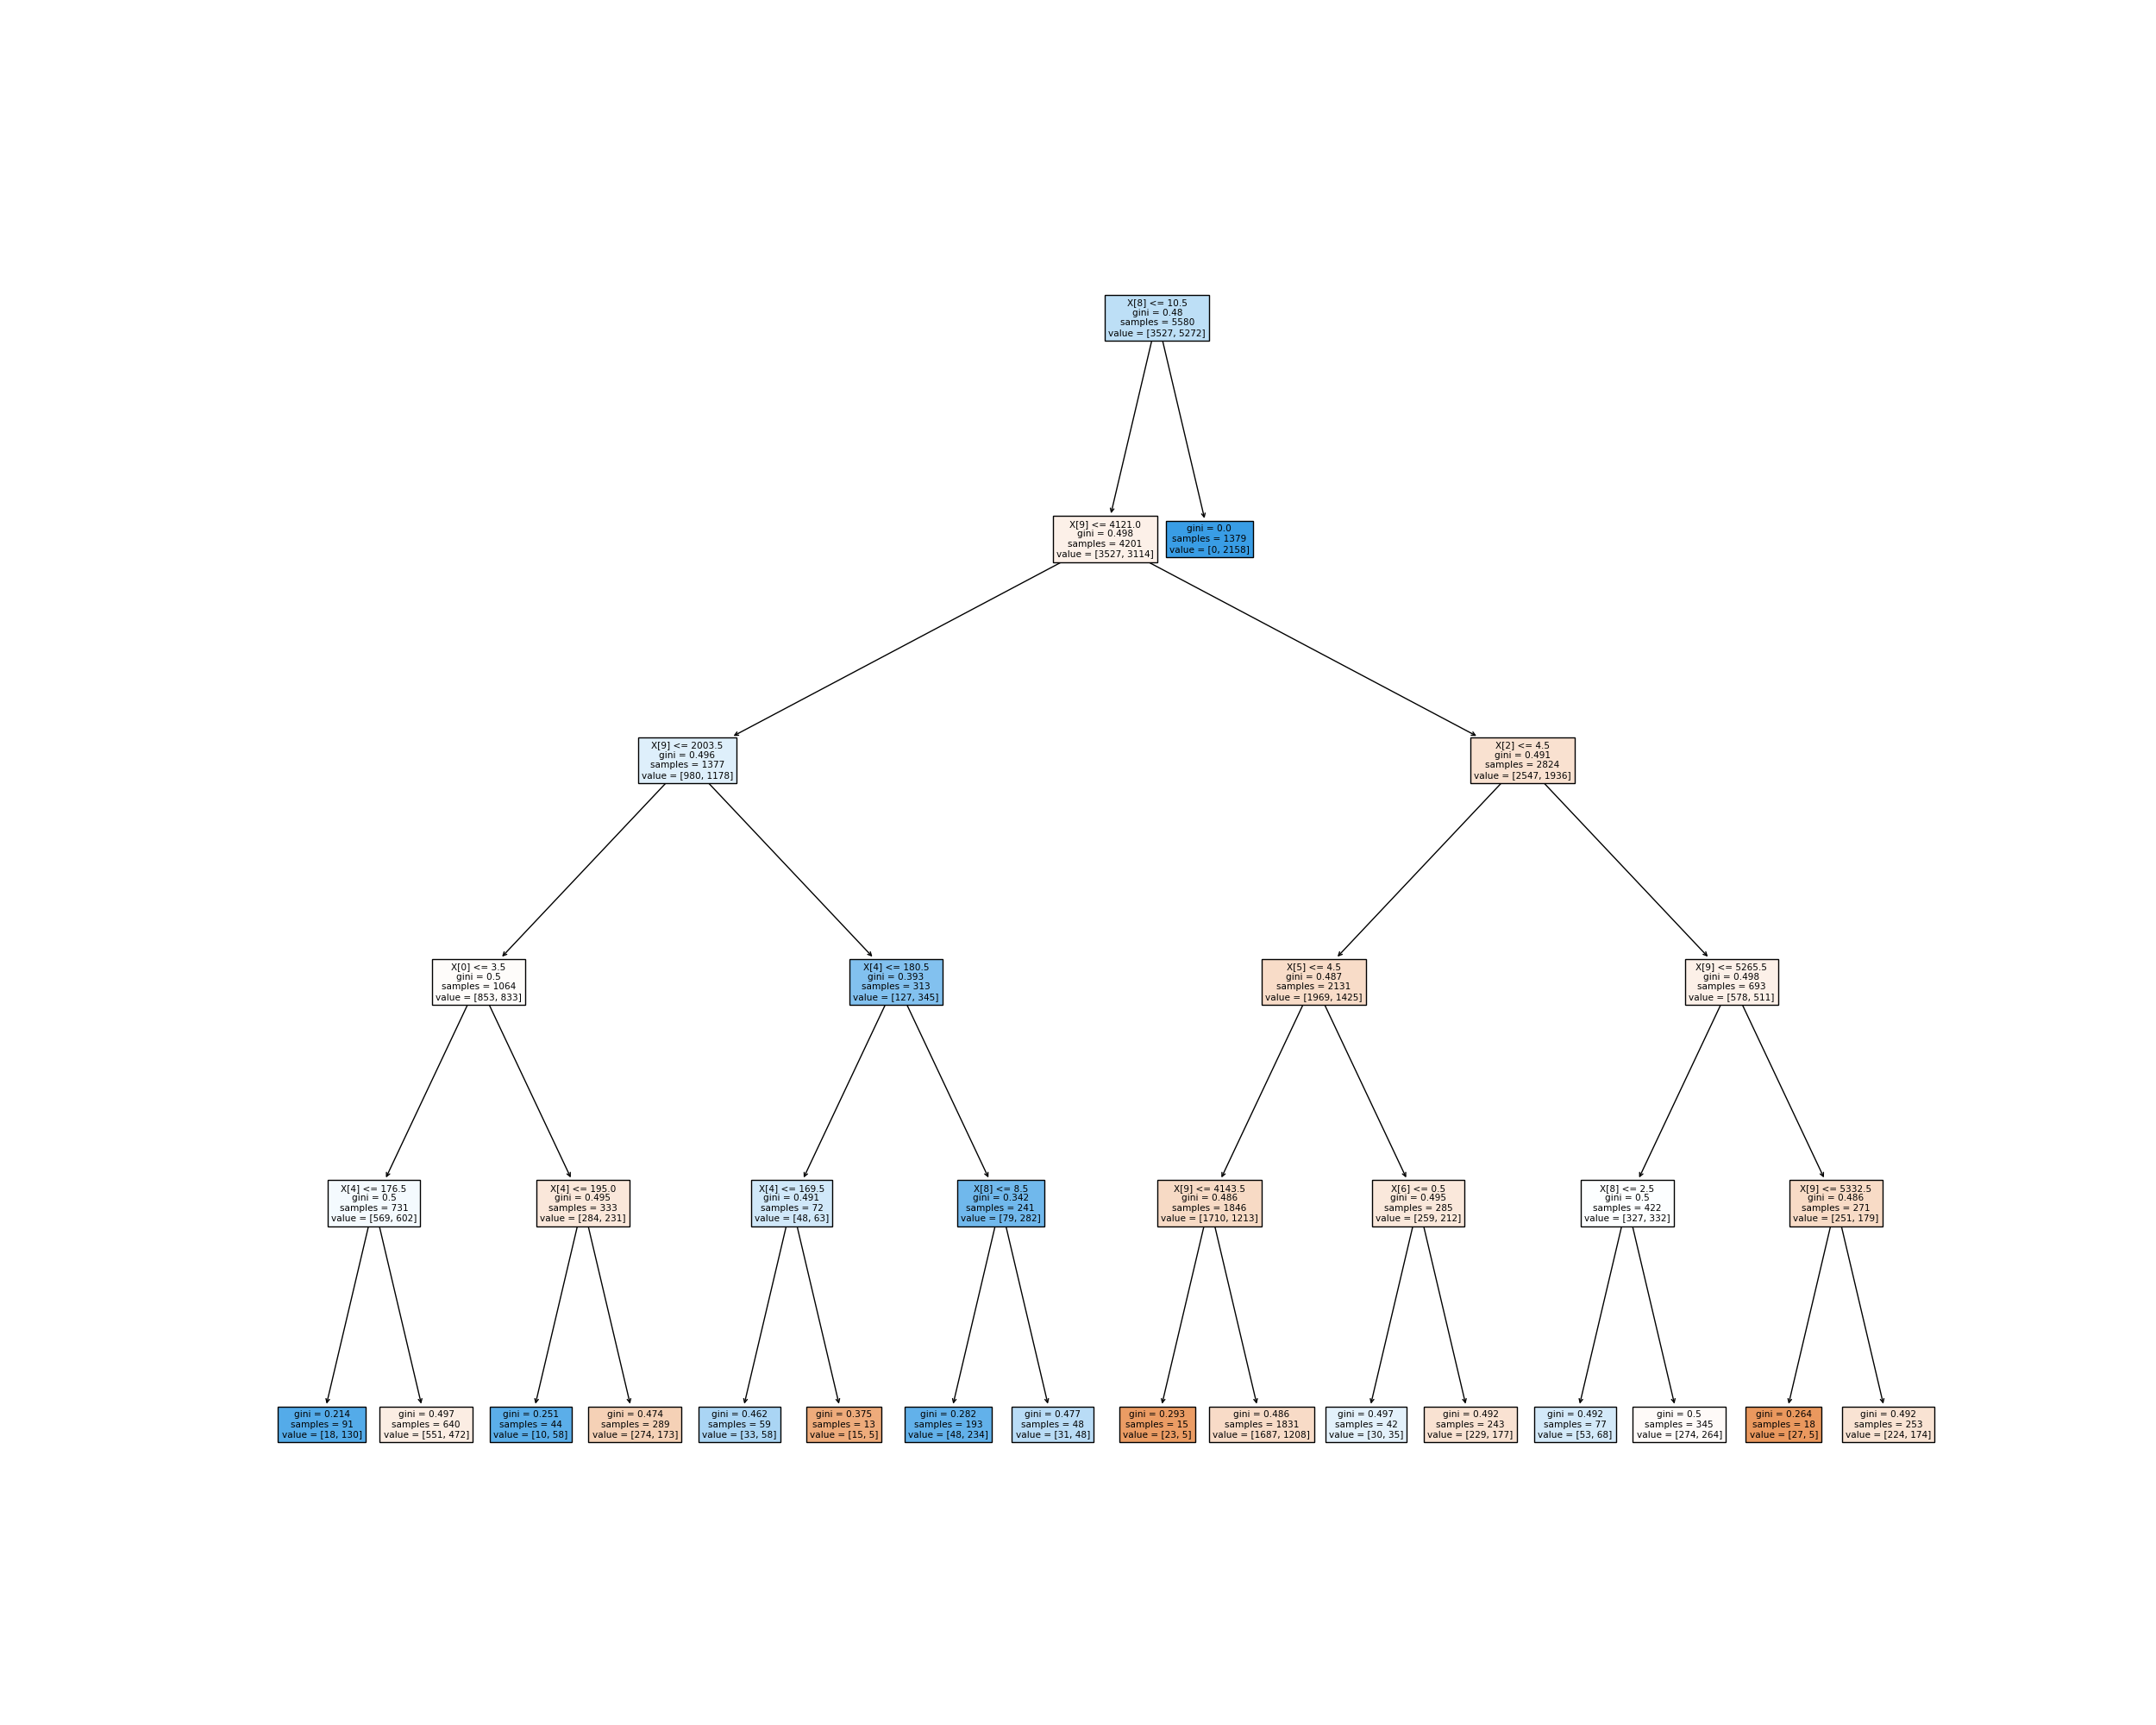 X[8] <= 10.5
gini = 0.48
samples = 5580
value = [3527, 5272]
X[9] <= 4121.0
gini = 0.498
samples = 4201
value = [3527, 3114]
gini = 0.0
samples = 1379
value = [0, 2158]
X[9] <= 2003.5
gini = 0.496
samples = 1377
value = [980, 1178]
X[2] <= 4.5
gini = 0.491
samples = 2824
value = [2547, 1936]
X[0] <= 3.5
gini = 0.5
samples = 1064
value = [853, 833]
X[4] <= 180.5
gini = 0.393
samples = 313
value = [127, 345]
X[5] <= 4.5
gini = 0.487
samples = 2131
value = [1969, 1425]
X[9] <= 5265.5
gini = 0.498
samples = 693
value = [578, 511]
X[4] <= 176.5
gini = 0.5
samples = 731
value = [569, 602]
X[4] <= 195.0
gini = 0.495
samples = 333
value = [284, 231]
X[4] <= 169.5
gini = 0.491
samples = 72
value = [48, 63]
X[8] <= 8.5
gini = 0.342
samples = 241
value = [79, 282]
X[9] <= 4143.5
gini = 0.486
samples = 1846
value = [1710, 1213]
X[6] <= 0.5
gini = 0.495
samples = 285
value = [259, 212]
X[8] <= 2.5
gini = 0.5
samples = 422
value = [327, 332]
X[9] <= 5332.5
gini = 0.486
samples = 271
value = [251, 179]
gini = 0.214
samples = 91
value = [18, 130]
gini = 0.497
samples = 640
value = [551, 472]
gini = 0.251
samples = 44
value = [10, 58]
gini = 0.474
samples = 289
value = [274, 173]
gini = 0.462
samples = 59
value = [33, 58]
gini = 0.375
samples = 13
value = [15, 5]
gini = 0.282
samples = 193
value = [48, 234]
gini = 0.477
samples = 48
value = [31, 48]
gini = 0.293
samples = 15
value = [23, 5]
gini = 0.486
samples = 1831
value = [1687, 1208]
gini = 0.497
samples = 42
value = [30, 35]
gini = 0.492
samples = 243
value = [229, 177]
gini = 0.492
samples = 77
value = [53, 68]
gini = 0.5
samples = 345
value = [274, 264]
gini = 0.264
samples = 18
value = [27, 5]
gini = 0.492
samples = 253
value = [224, 174]